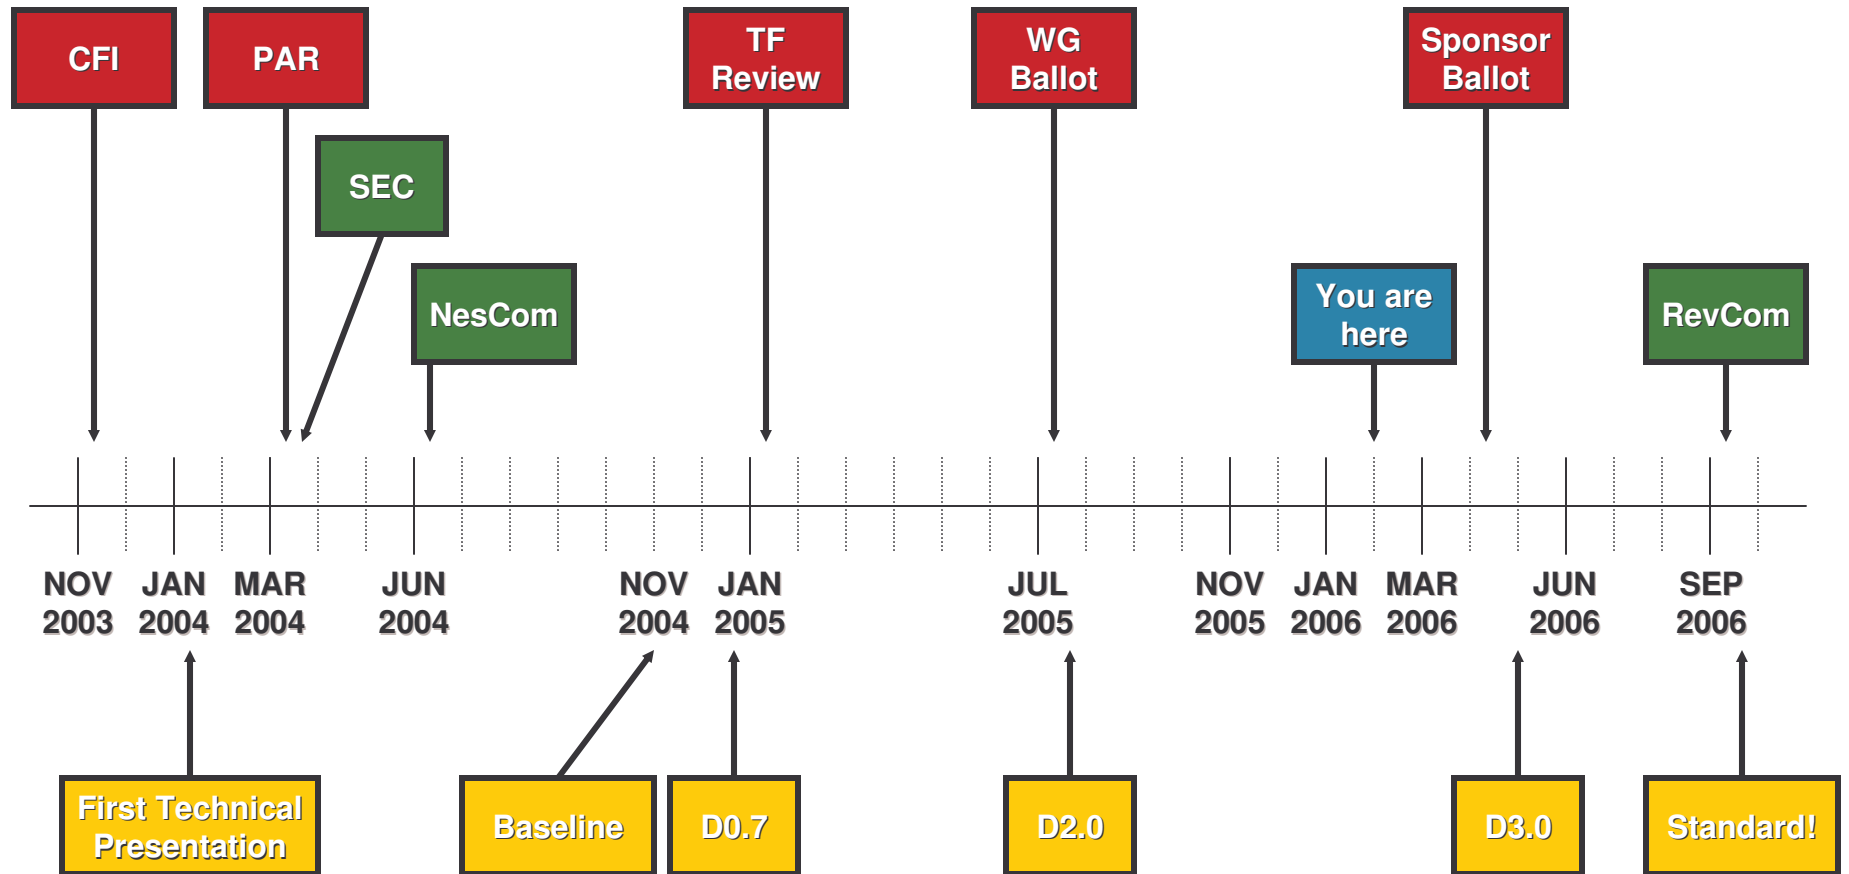 CFI
PAR
TF
Review
WG
Ballot
Sponsor
Ballot
SEC
NesCom
You are
here
RevCom
NOV
2003
JAN
2004
MAR
2004
JUN
2004
NOV
2004
JAN
2005
JUL
2005
NOV
2005
JAN
2006
MAR
2006
JUN
2006
SEP
2006
First Technical
Presentation
Baseline
D0.7
D2.0
D3.0
Standard!